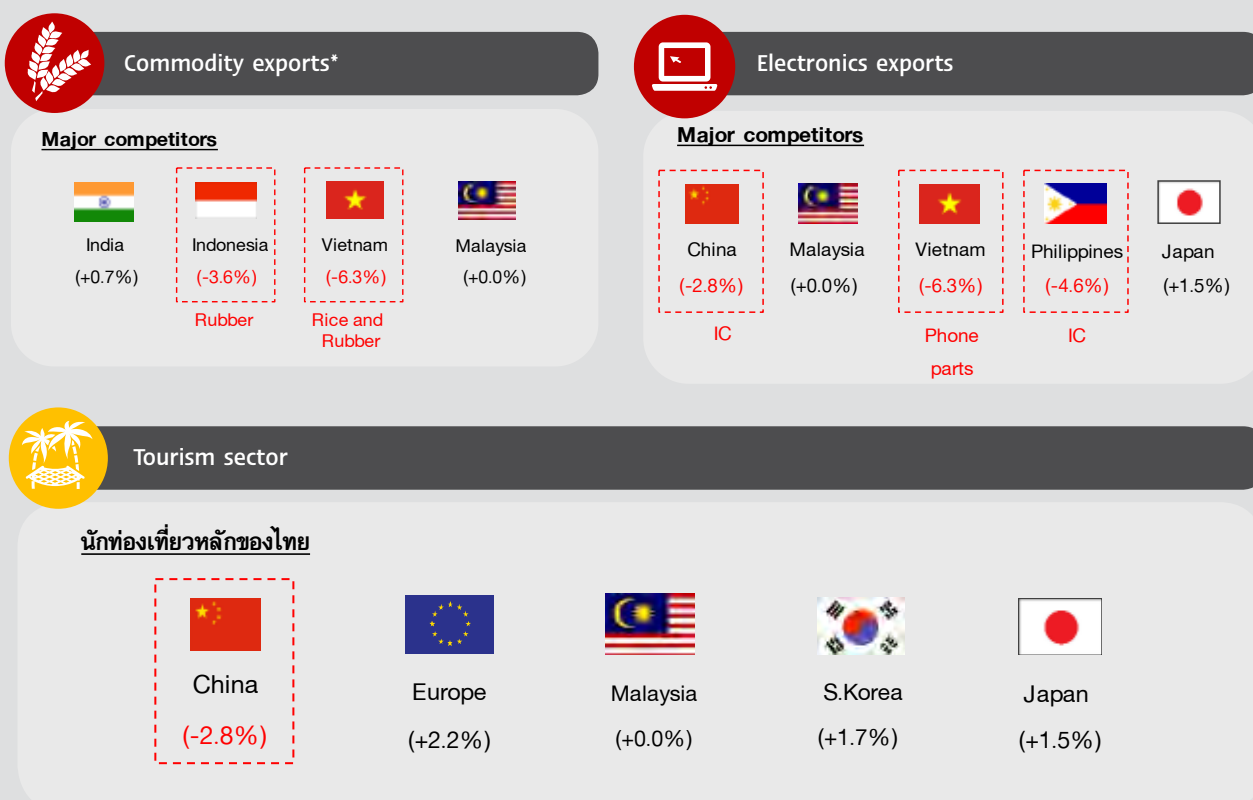 Commodity exports*
Major competitors
India Indonesia Vietnam Malaysia
(+0.7%) (-3.6%) (-6.3%) (+0.0%)
Rubber Rice and
Rubber
Electronics exports
Major competitors
China Malaysia Vietnam Philippines Japan
(-2.8%) (+0.0%) (-6.3%) (-4.6%) (+1.5%)
IC Phone IC
parts
Tourism sector
นักท่องเที่ยวหลักของไทย
China Europe Malaysia S.Korea Japan
(-2.8%) (+2.2%) (+0.0%) (+1.7%) (+1.5%)